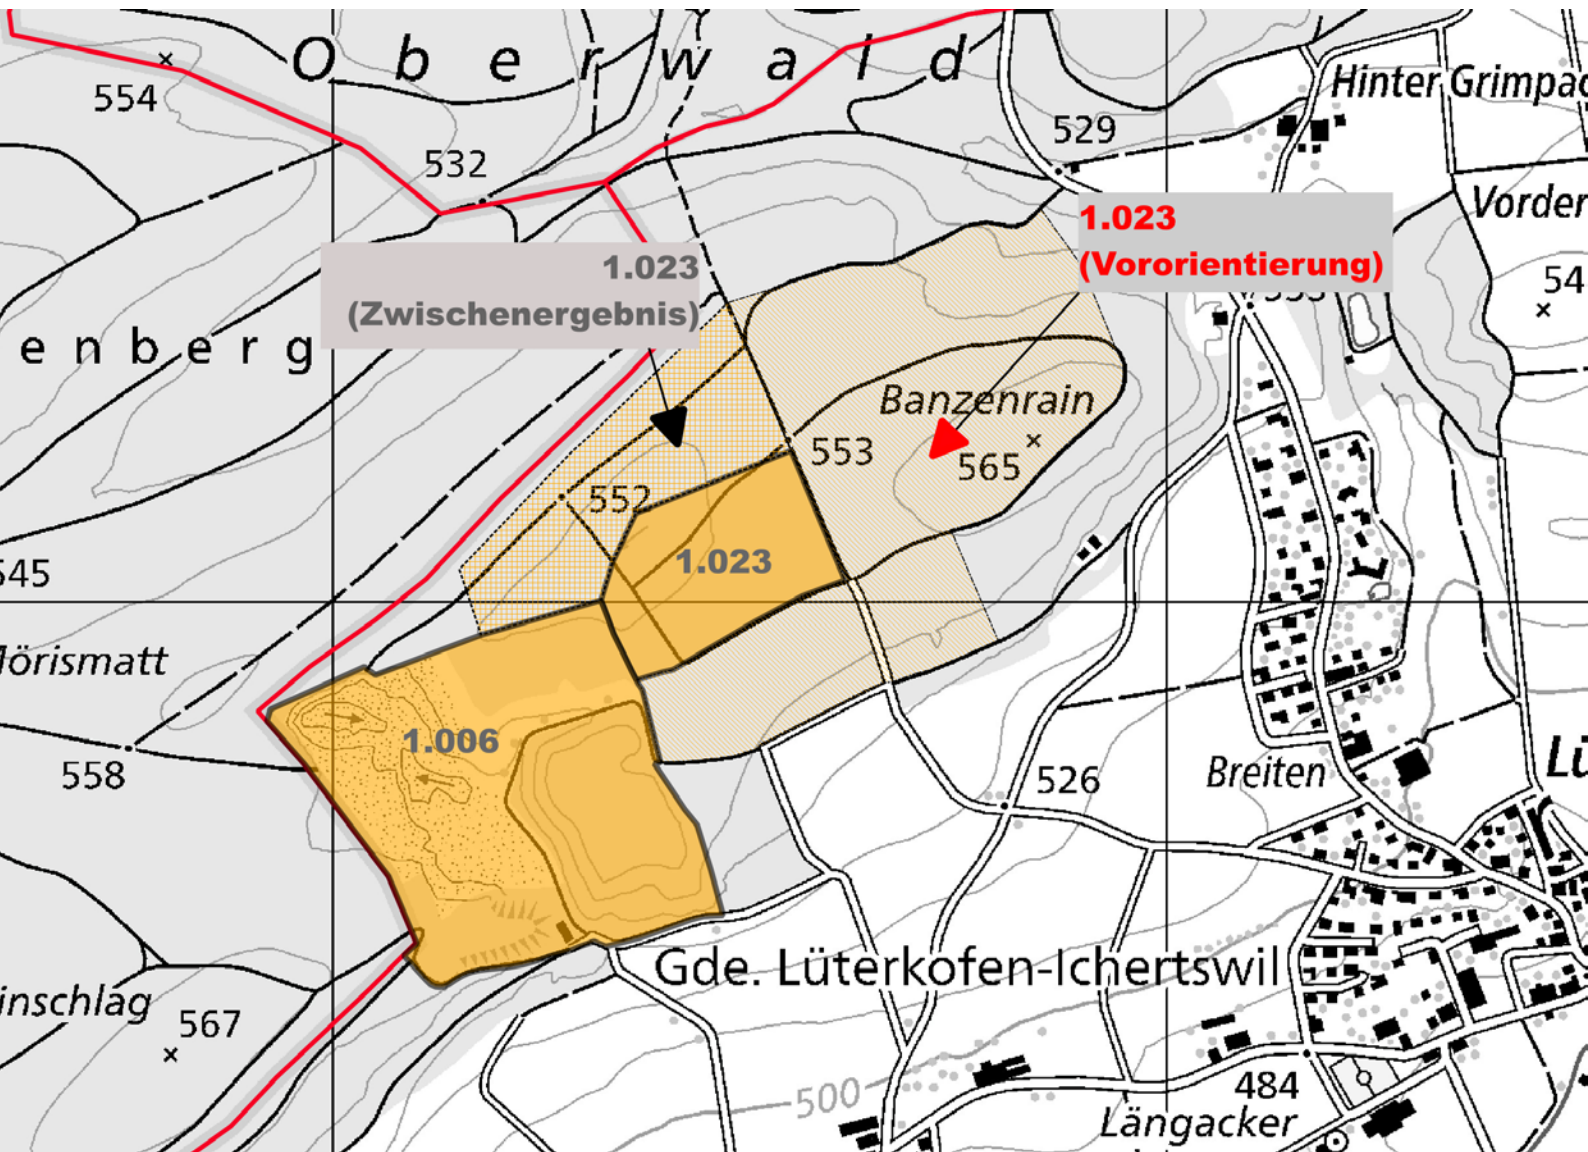 Oberwald
554
532
529
Hinter Grimpac
Vorder
1.023
(Vororientierung)
1.023
(Zwischenergebnis)
54
enberg
Banzenrain
553
565
552
545
1.023
Mörismatt
1.006
558
526
Breiten
Lü
Gde. Lüterkofen-Ichertswil
inschlag
567
500
484
Längacker